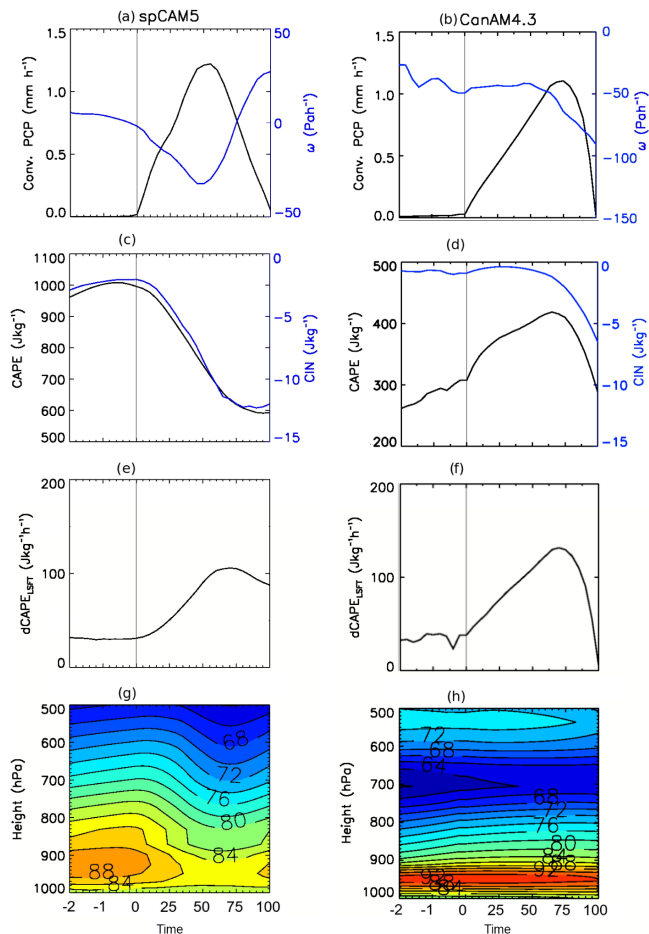 (a) spCAM5
(b) CanAM4.3
1.5
1.0
0.5
0.0
Conv. PCP (mm h⁻¹)
50
0
−50
ω (Pah⁻¹)
1.5
1.0
0.5
0.0
Conv. PCP (mm h⁻¹)
0
−50
−100
−150
ω (Pah⁻¹)
(c)
(d)
1100
1000
900
800
700
600
500
CAPE (Jkg⁻¹)
0
−5
−10
−15
CIN (Jkg⁻¹)
500
400
300
200
CAPE (Jkg⁻¹)
0
−5
−10
−15
CIN (Jkg⁻¹)
(e)
(f)
200
100
0
dCAPE_LSFT (Jkg⁻¹h⁻¹)
200
100
0
dCAPE_LSFT (Jkg⁻¹h⁻¹)
(g)
(h)
500
600
700
800
900
1000
Height (hPa)
68
72
76
80
84
88
84
-2 -1 0 25 50 75 100
Time
500
600
700
800
900
1000
Height (hPa)
72
68
64
68
72
76
80
88
92
-2 -1 0 25 50 75 100
Time